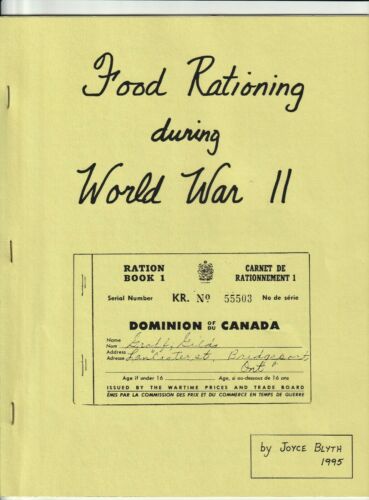 Food Rationing
during
World War II
RATION BOOK 1
CARNET DE RATIONNEMENT 1
Serial Number KR. Nº 55503 No de série
DOMINION OF DU CANADA
Name
Nom
Address
Adresse
Bridgeport,
Ont
Age if under 16 Age, si au-dessous de 16 ans
ISSUED BY THE WARTIME PRICES AND TRADE BOARD
ÉMIS PAR LA COMMISSION DES PRIX ET DU COMMERCE EN TEMPS DE GUERRE
by JOYCE BLYTH
1995